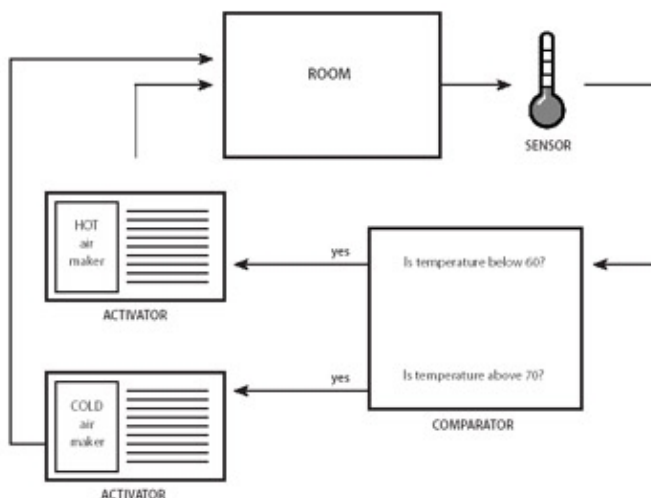 ROOM
SENSOR
HOT
air
maker
ACTIVATOR
yes
Is temperature below 60?
yes
Is temperature above 70?
COMPARATOR
COLD
air
maker
ACTIVATOR